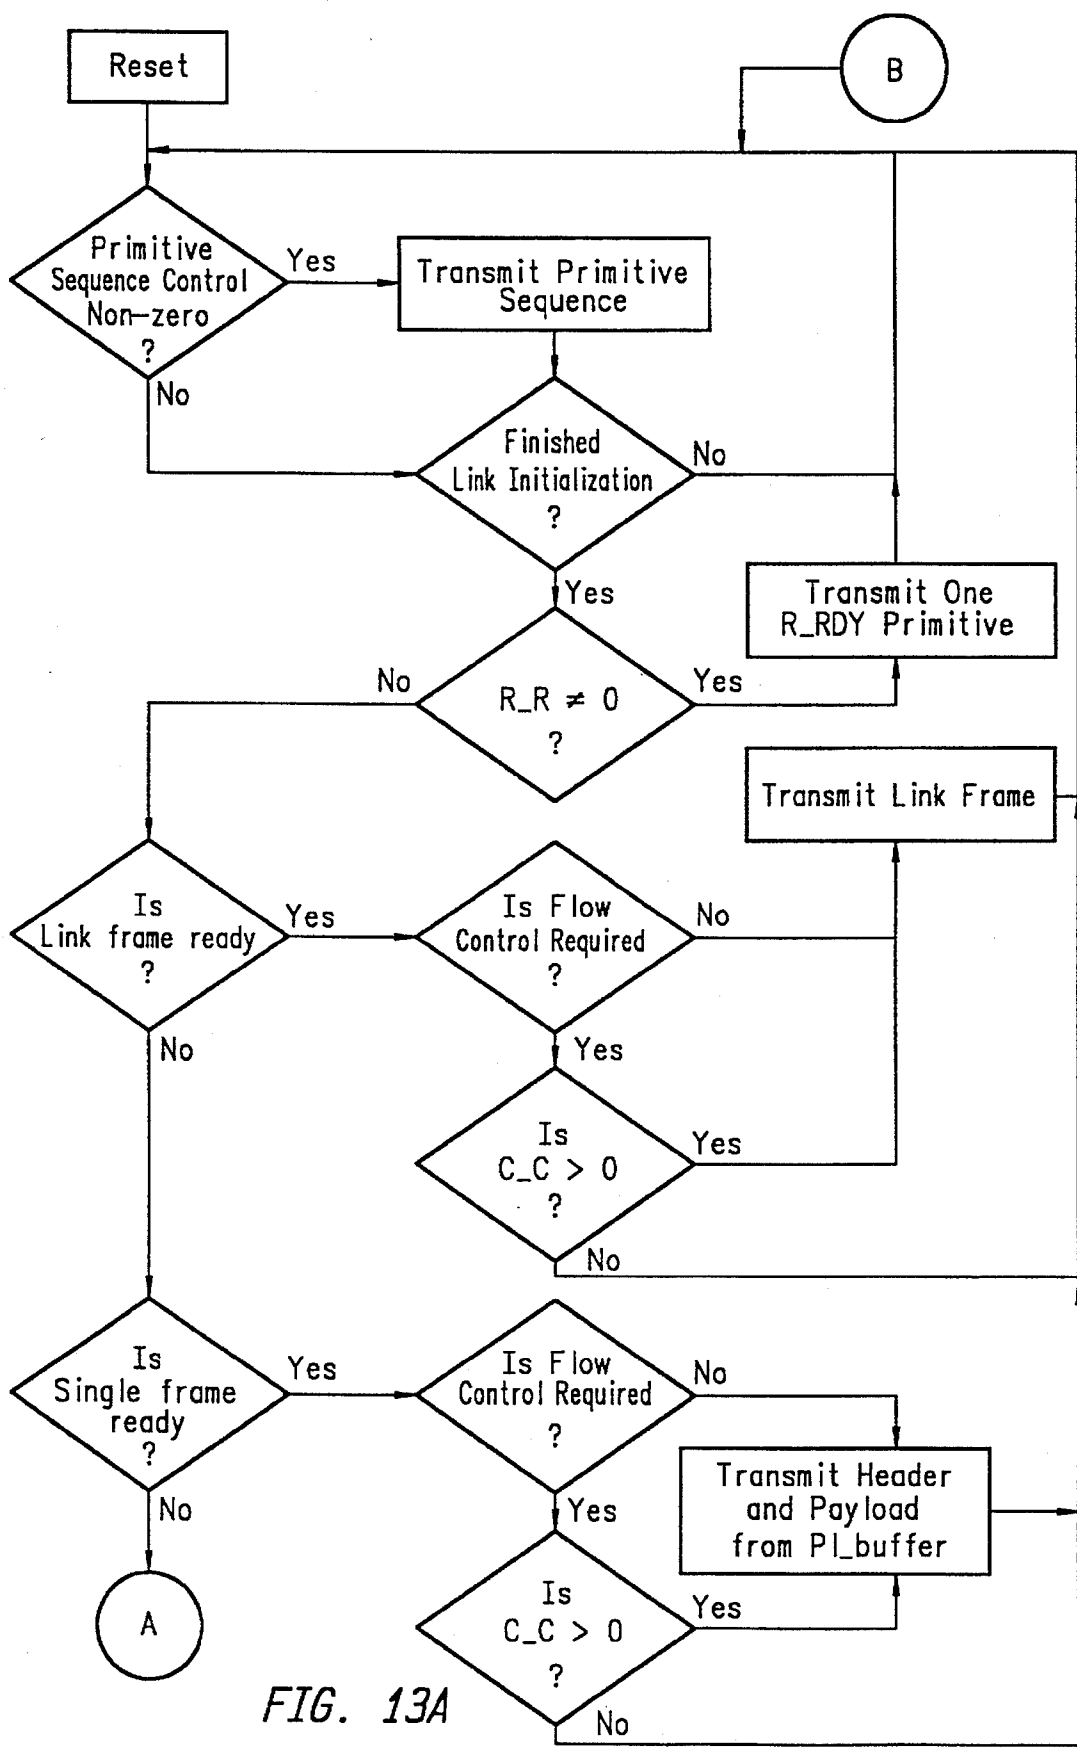 Reset
B
Primitive
Sequence Control
Non-zero
?
Yes
No
Transmit Primitive
Sequence
Finished
Link Initialization
?
No
Yes
Transmit One
R_RDY Primitive
R_R ≠ 0
?
No
Yes
Transmit Link Frame
Is
Link frame ready
?
Yes
No
Is Flow
Control Required
?
No
Yes
Is
C_C > 0
?
Yes
No
Is
Single frame
ready
?
Yes
No
Is Flow
Control Required
?
No
Yes
Transmit Header
and Payload
from Pl_buffer
Is
C_C > 0
?
Yes
No
A
FIG. 13A